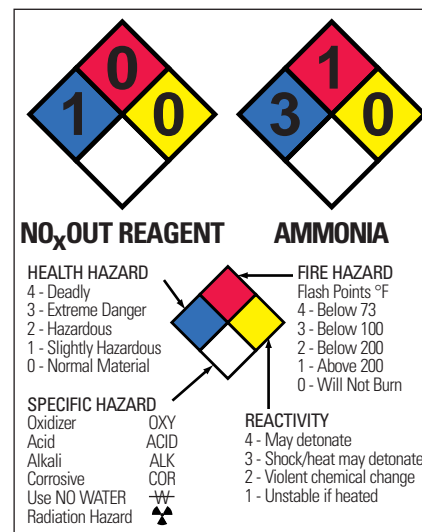 0
1 0
1
3 0
NOxOUT REAGENT
AMMONIA
HEALTH HAZARD
4 - Deadly
3 - Extreme Danger
2 - Hazardous
1 - Slightly Hazardous
0 - Normal Material
FIRE HAZARD
Flash Points °F
4 - Below 73
3 - Below 100
2 - Below 200
1 - Above 200
0 - Will Not Burn
SPECIFIC HAZARD
Oxidizer OXY
Acid ACID
Alkali ALK
Corrosive COR
Use NO WATER W
Radiation Hazard
REACTIVITY
4 - May detonate
3 - Shock/heat may detonate
2 - Violent chemical change
1 - Unstable if heated